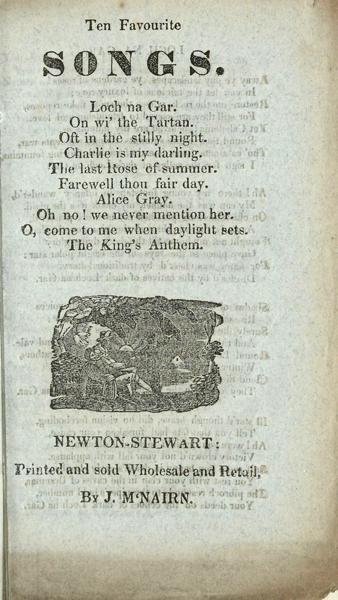 Ten Favourite
SONGS.
Loch na Gar.
On wi' the Tartan.
Oft in the stilly night.
Charlie is my darling.
The last Rose of summer.
Farewell thou fair day.
Alice Gray.
Oh no! we never mention her.
O, come to me when daylight sets.
The King's Anthem.
NEWTON-STEWART:
Printed and sold Wholesale and Retail,
By J. M'NAIRN.